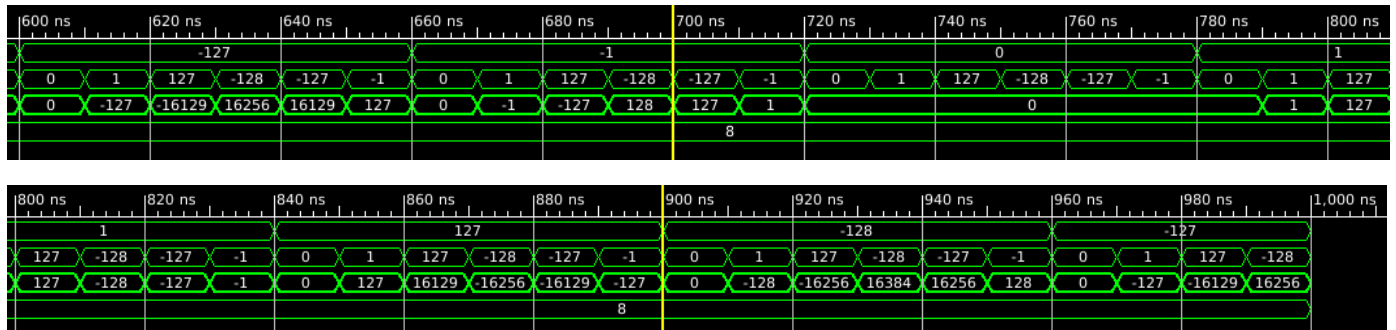 600 ns 620 ns 640 ns 660 ns 680 ns 700 ns 720 ns 740 ns 760 ns 780 ns 800 ns
-127 -1 0 1
0 1 127 -128 -127 -1 0 1 127 -128 -127 -1 0 1 127 -128 -127 -1 0 1 127
0 -127 -16129 16256 16129 127 0 -1 -127 128 127 1 0 1 127
8
800 ns 820 ns 840 ns 860 ns 880 ns 900 ns 920 ns 940 ns 960 ns 980 ns 1,000 ns
1 127 -128 -127
127 -128 -127 -1 0 1 127 -128 -127 -1 0 1 127 -128 -127 -1 0 1 127 -128
127 -128 -127 -1 0 127 16129 -16256 -16129 -127 0 -128 -16256 16384 16256 128 0 -127 -16129 16256
8